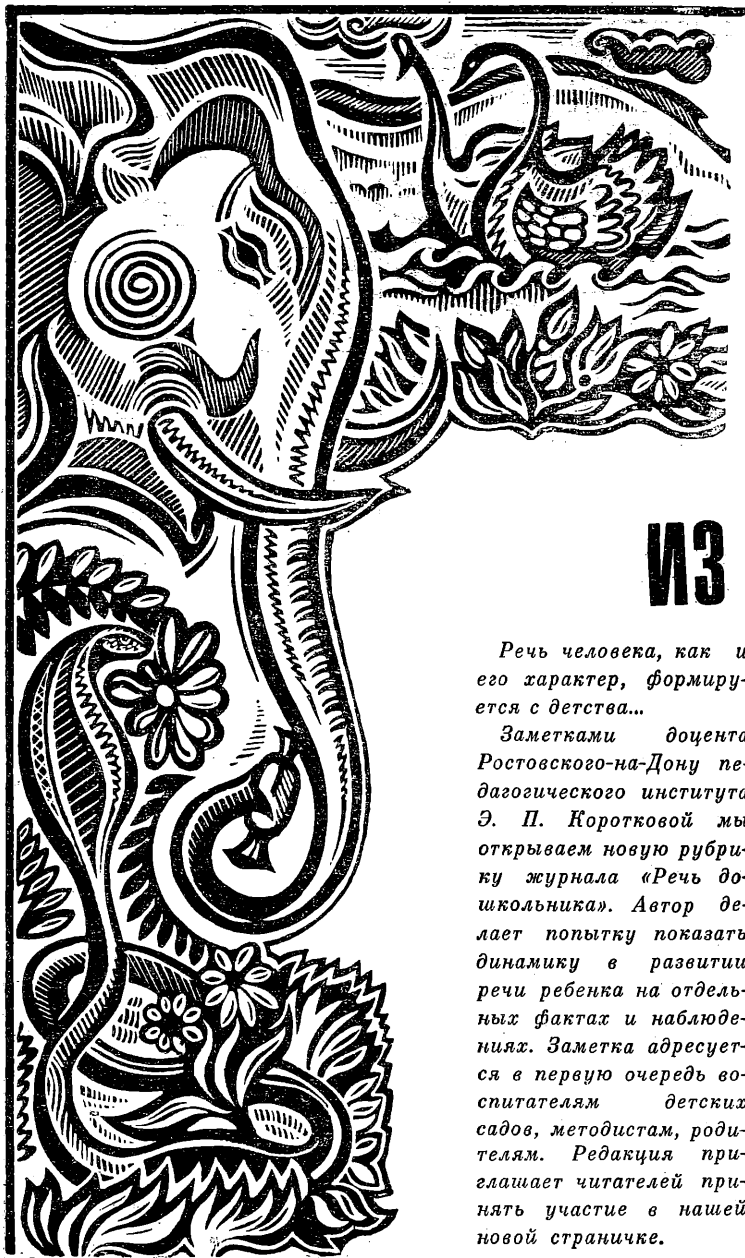 ИЗ
Речь человека, как и
его характер, формиру-
ется с детства...
Заметками доцента
Ростовского-на-Дону пе-
дагогического института
Э. П. Коротковой мы
открываем новую рубри-
ку журнала «Речь до-
школьника». Автор де-
лает попытку показать
динамику в развитии
речи ребенка на отдель-
ных фактах и наблюде-
ниях. Заметка адресует-
ся в первую очередь во-
спитателям детских
садов, методистам, роди-
телям. Редакция при-
глашает читателей при-
нять участие в нашей
новой страничке.